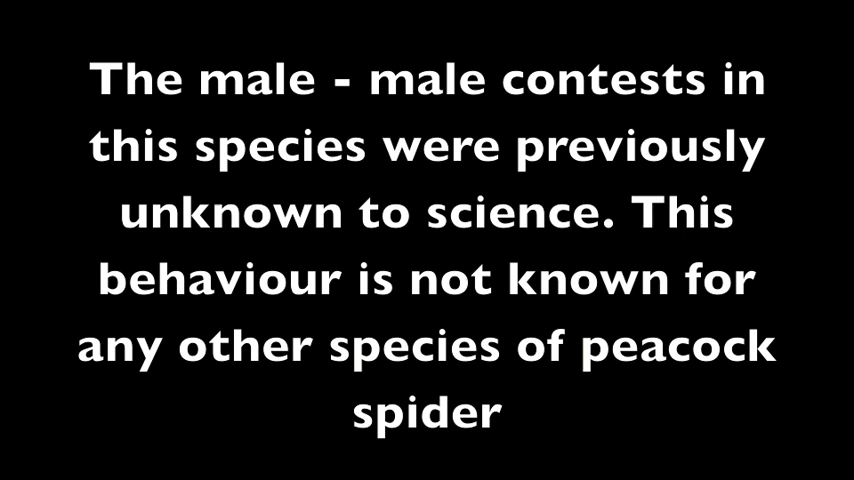 The male - male contests in
this species were previously
unknown to science. This
behaviour is not known for
any other species of peacock
spider